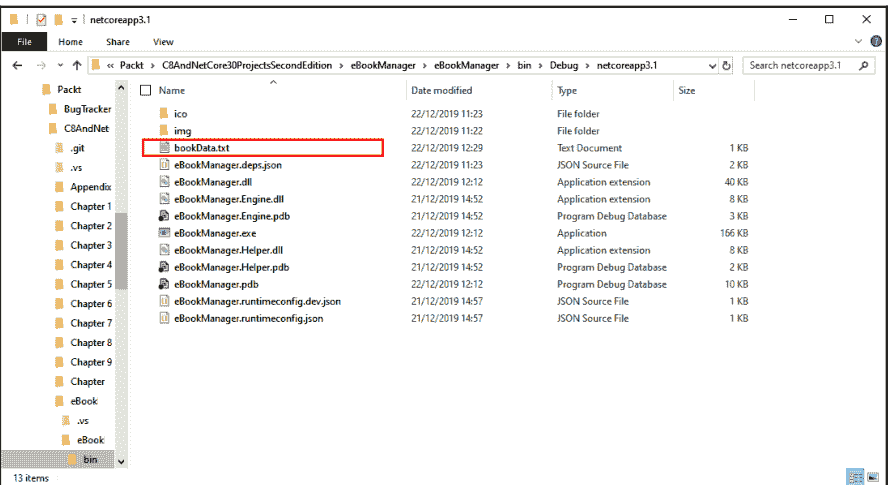 netcoreapp3.1
File Home Share View
« Packt > C8AndNetCore30ProjectsSecondEdition > eBookManager > eBookManager > bin > Debug > netcoreapp3.1
Search netcoreapp3.1
Packt
BugTracker
C8AndNet
.git
.vs
Appendix
Chapter 1
Chapter 2
Chapter 3
Chapter 4
Chapter 5
Chapter 6
Chapter 7
Chapter 8
Chapter 9
Chapter
eBook
.vs
eBook
bin
Name Date modified Type Size
ico 22/12/2019 11:23 File folder
img 22/12/2019 11:22 File folder
bookData.txt 22/12/2019 12:29 Text Document 1 KB
eBookManager.deps.json 22/12/2019 11:23 JSON Source File 2 KB
eBookManager.dll 22/12/2019 12:12 Application extension 40 KB
eBookManager.Engine.dll 21/12/2019 14:52 Application extension 8 KB
eBookManager.Engine.pdb 21/12/2019 14:52 Program Debug Database 3 KB
eBookManager.exe 22/12/2019 12:12 Application 166 KB
eBookManager.Helper.dll 21/12/2019 14:52 Application extension 8 KB
eBookManager.Helper.pdb 21/12/2019 14:52 Program Debug Database 2 KB
eBookManager.pdb 22/12/2019 12:12 Program Debug Database 10 KB
eBookManager.runtimeconfig.dev.json 21/12/2019 14:57 JSON Source File 1 KB
eBookManager.runtimeconfig.json 21/12/2019 14:57 JSON Source File 1 KB
13 items